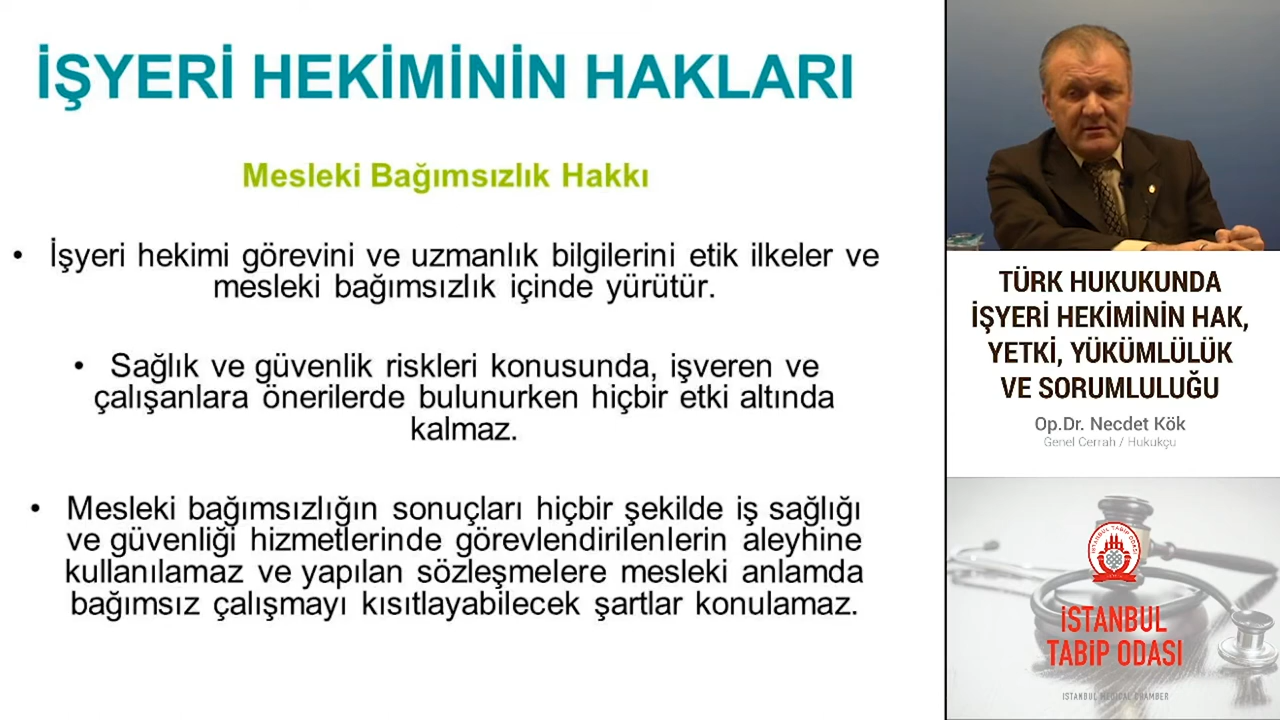 İŞYERİ HEKİMİNİN HAKLARI
Mesleki Bağımsızlık Hakkı
• İşyeri hekimi görevini ve uzmanlık bilgilerini etik ilkeler ve
mesleki bağımsızlık içinde yürütür.
• Sağlık ve güvenlik riskleri konusunda, işveren ve
çalışanlara önerilerde bulunurken hiçbir etki altında
kalmaz.
• Mesleki bağımsızlığın sonuçları hiçbir şekilde iş sağlığı
ve güvenliği hizmetlerinde görevlendirilenlerin aleyhine
kullanılamaz ve yapılan sözleşmelere mesleki anlamda
bağımsız çalışmayı kısıtlayabilecek şartlar konulamaz.
TÜRK HUKUKUNDA
İŞYERİ HEKİMİNİN HAK,
YETKİ, YÜKÜMLÜLÜK
VE SORUMLULUĞU
Op.Dr. Necdet Kök
Genel Cerrah / Hukukçu
İSTANBUL TABİP ODASI
İSTANBUL
TABİP ODASI
ISTANBUL MEDICAL CHAMBER